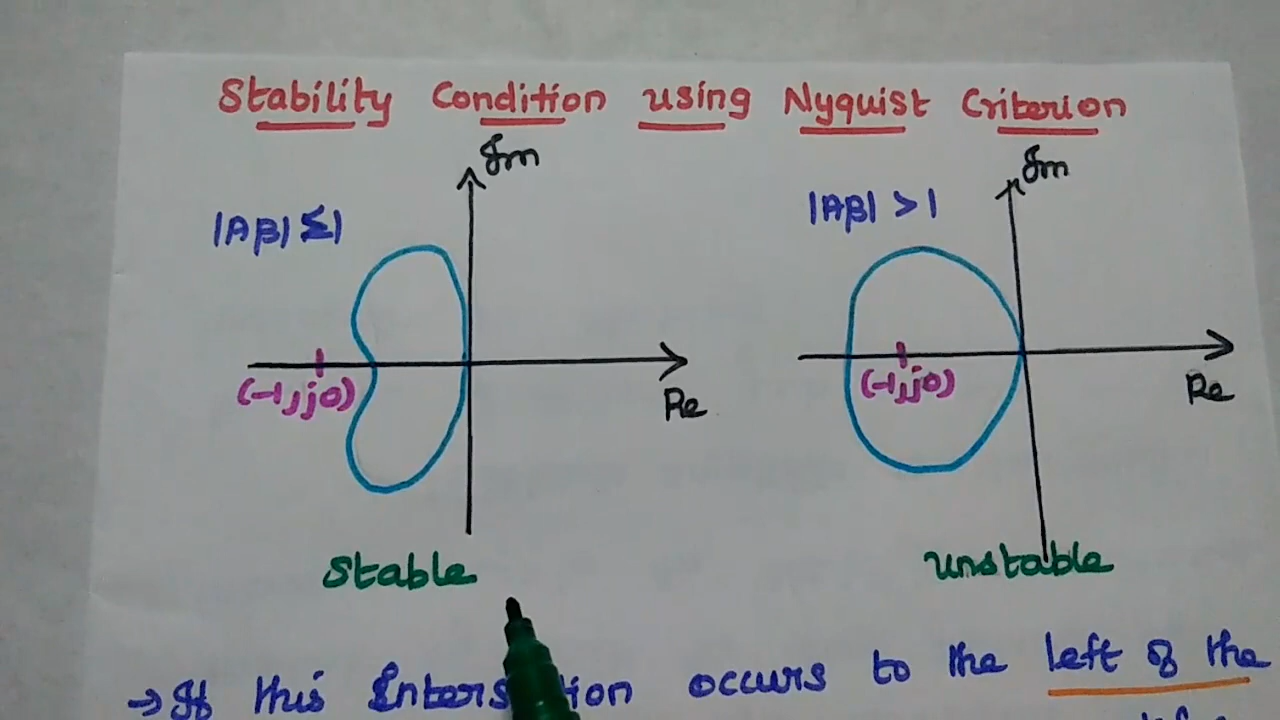 Stability Condition using Nyquist Criterion
Im
Im
|Aβ| ≤ 1
|Aβ| > 1
(-1, j0)
Re
(-1, j0)
Re
Stable
unstable
→ If this occurs to the left of the